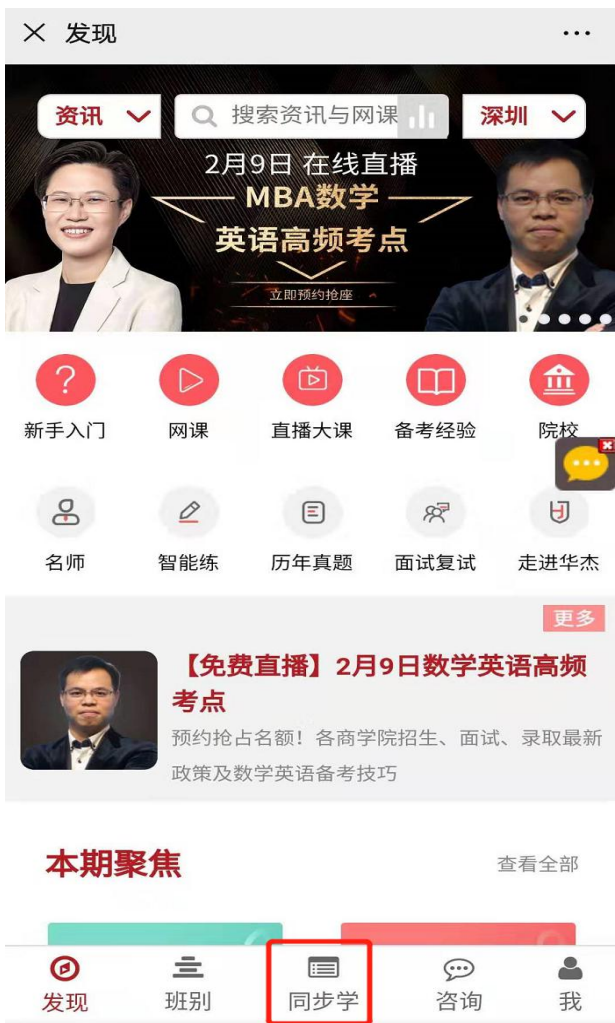 发现
资讯
搜索资讯与网课
深圳
2月9日 在线直播
MBA数学
英语高频考点
立即预约抢座
新手入门 网课 直播大课 备考经验 院校
名师 智能练 历年真题 面试复试 走进华杰
更多
【免费直播】2月9日数学英语高频
考点
预约抢占名额！各商学院招生、面试、录取最新
政策及数学英语备考技巧
本期聚焦
查看全部
发现 班别 同步学 咨询 我